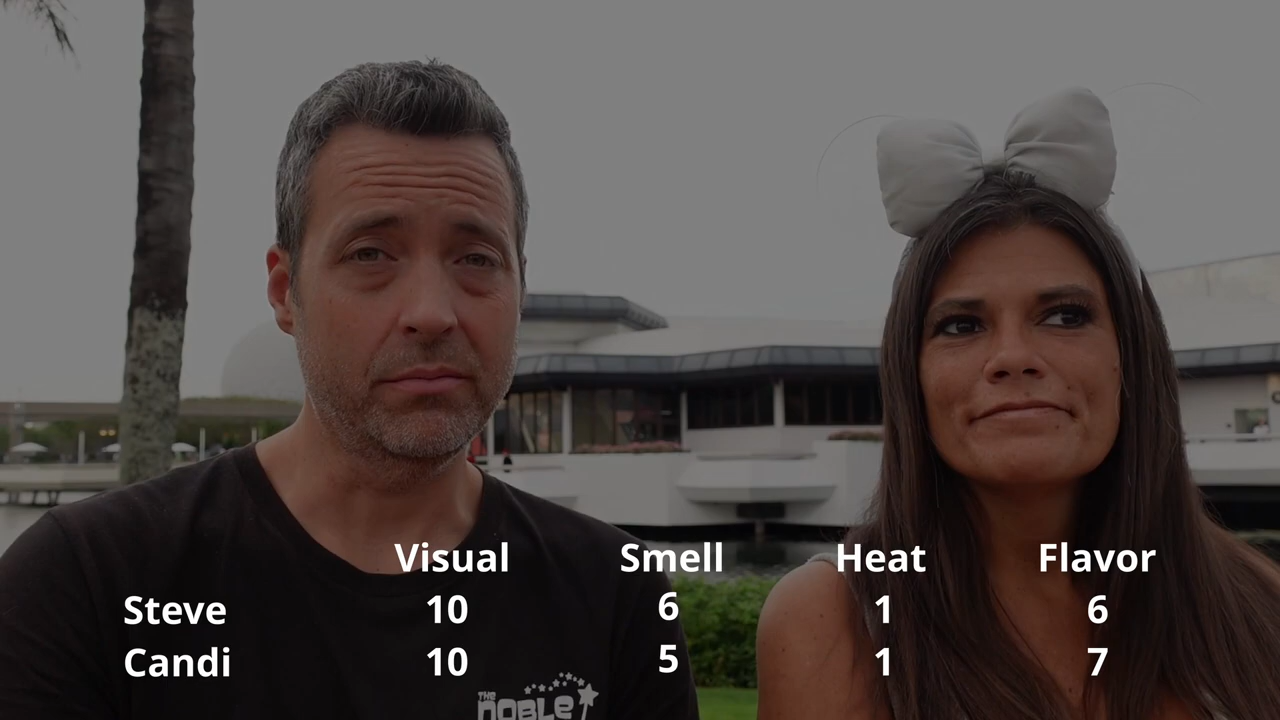 Visual Smell Heat Flavor
Steve 10 6 1 6
Candi 10 5 1 7
THE
NOBLE